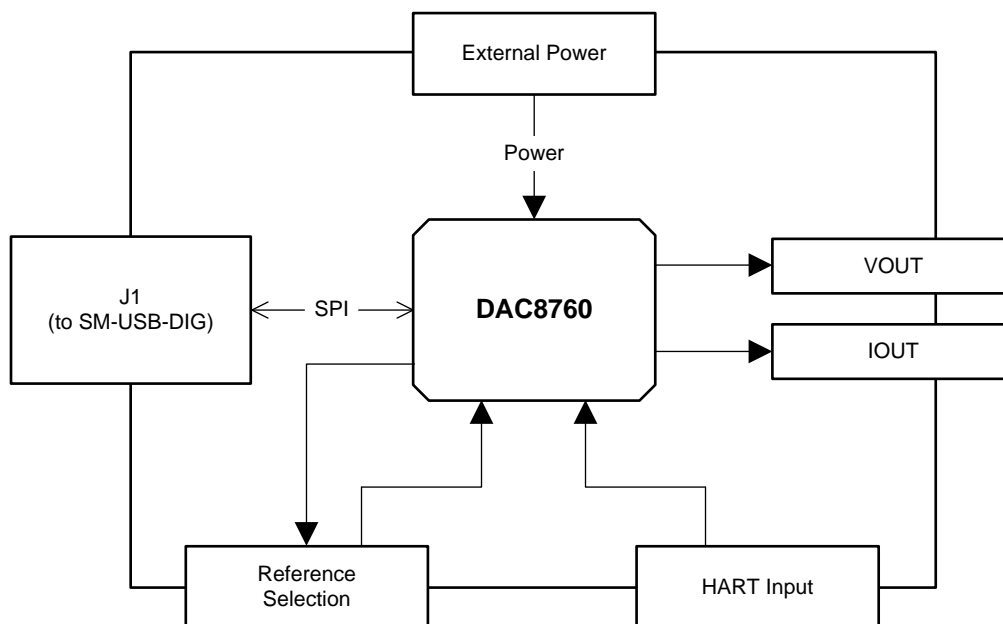 External Power
Power
J1
(to SM-USB-DIG)
SPI
DAC8760
VOUT
IOUT
Reference
Selection
HART Input